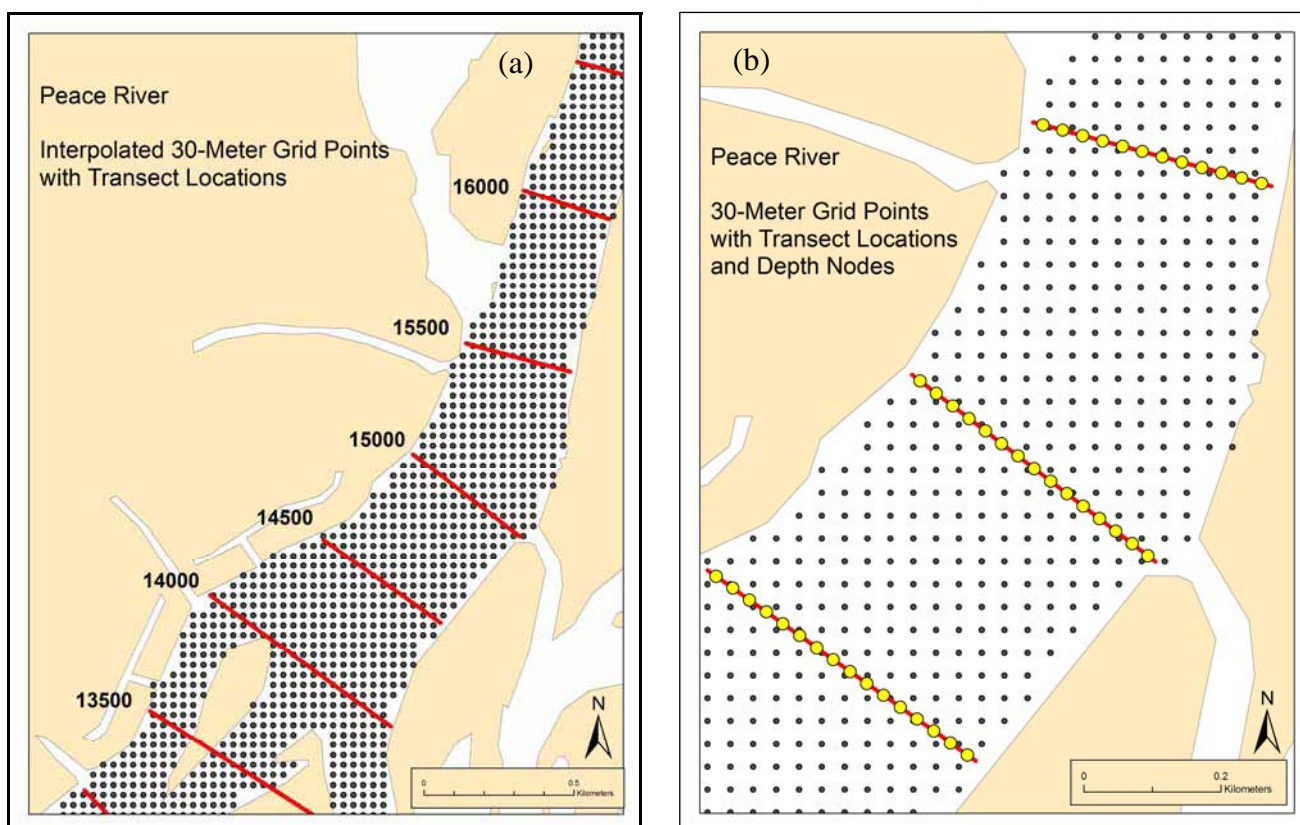 (a)
Peace River
Interpolated 30-Meter Grid Points
with Transect Locations
16000
15500
15000
14500
14000
13500
N
0
0.5
Kilometers
(b)
Peace River
30-Meter Grid Points
with Transect Locations
and Depth Nodes
N
0
0.2
Kilometers